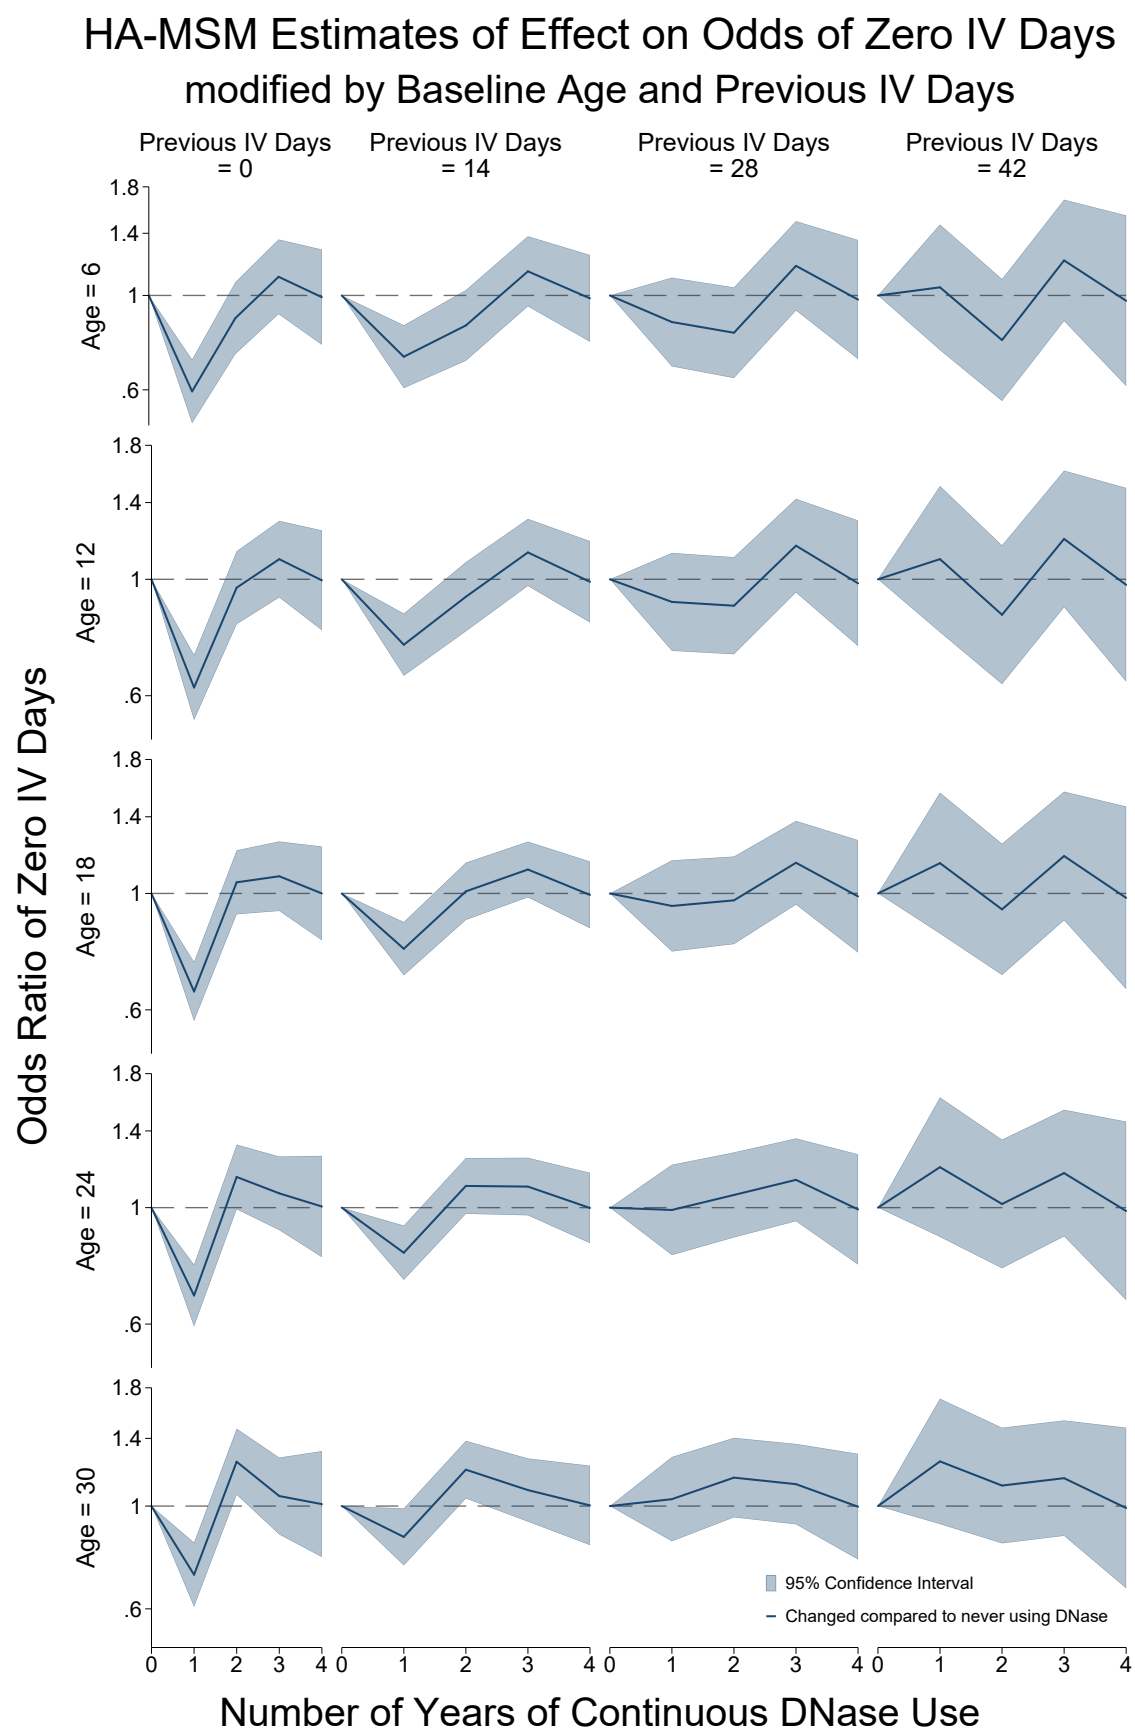 HA-MSM Estimates of Effect on Odds of Zero IV Days
modified by Baseline Age and Previous IV Days
Previous IV Days
= 0
Previous IV Days
= 14
Previous IV Days
= 28
Previous IV Days
= 42
Odds Ratio of Zero IV Days
Age = 6
1.8
1.4
1
.6
Age = 12
1.8
1.4
1
.6
Age = 18
1.8
1.4
1
.6
Age = 24
1.8
1.4
1
.6
Age = 30
1.8
1.4
1
.6
95% Confidence Interval
Changed compared to never using DNase
0 1 2 3 4
0 1 2 3 4
0 1 2 3 4
0 1 2 3 4
Number of Years of Continuous DNase Use